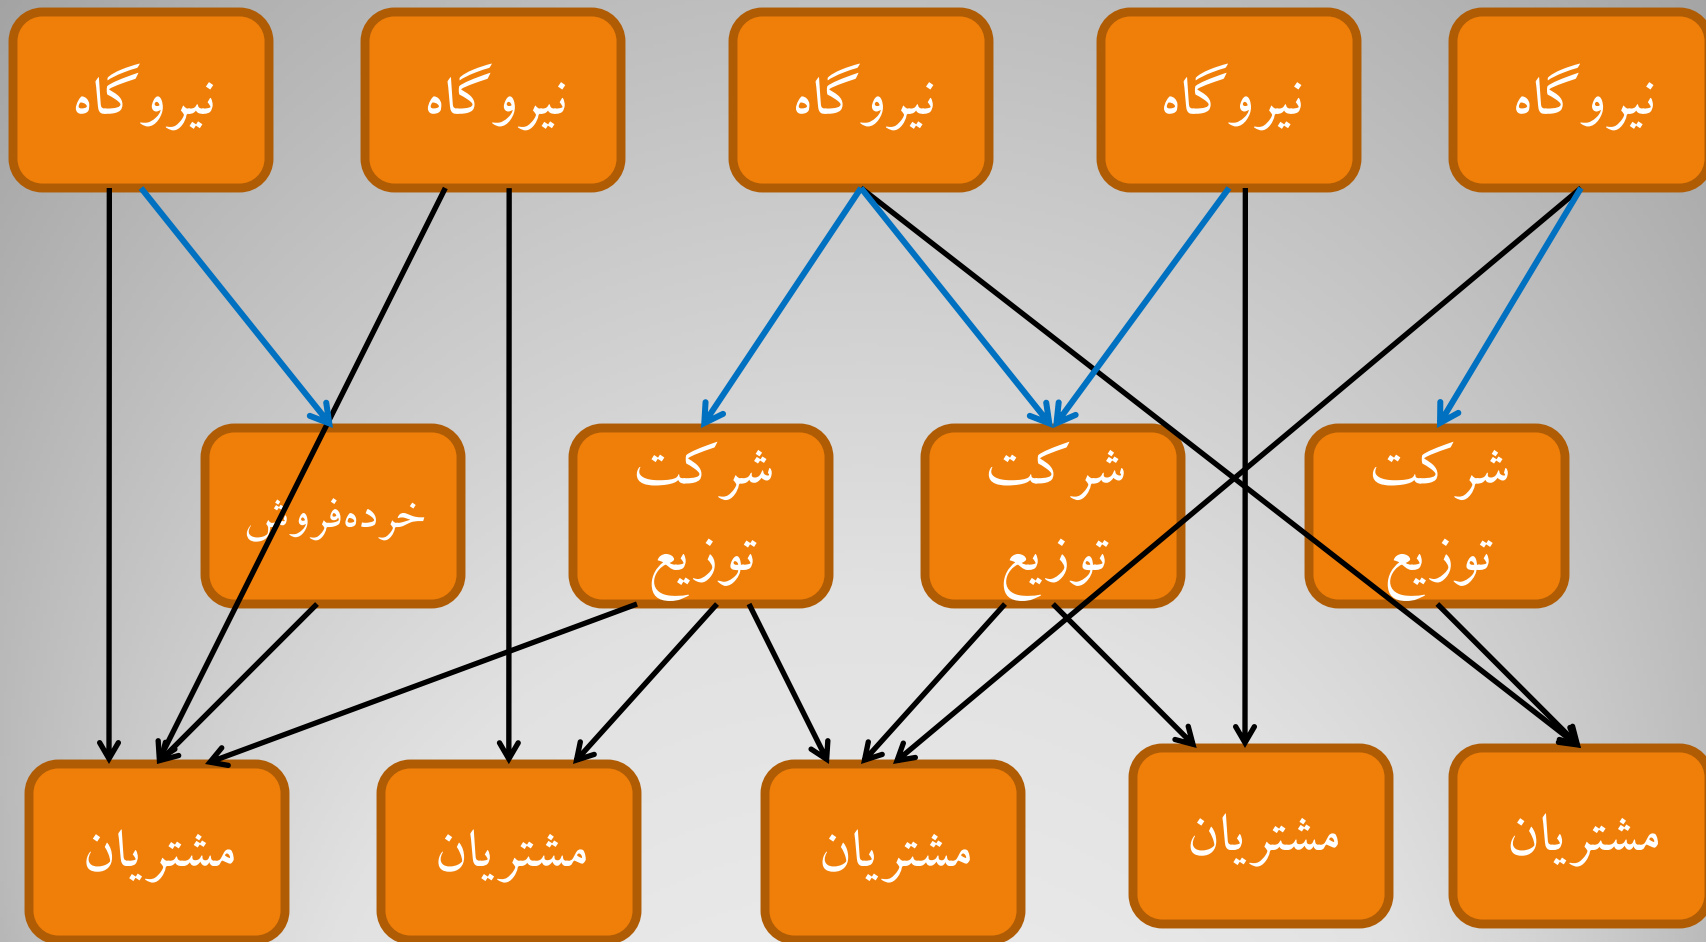 نیروگاه
نیروگاه
نیروگاه
نیروگاه
نیروگاه
شرکت
توزیع
شرکت
توزیع
شرکت
توزیع
خرده‌فروش
مشتریان
مشتریان
مشتریان
مشتریان
مشتریان